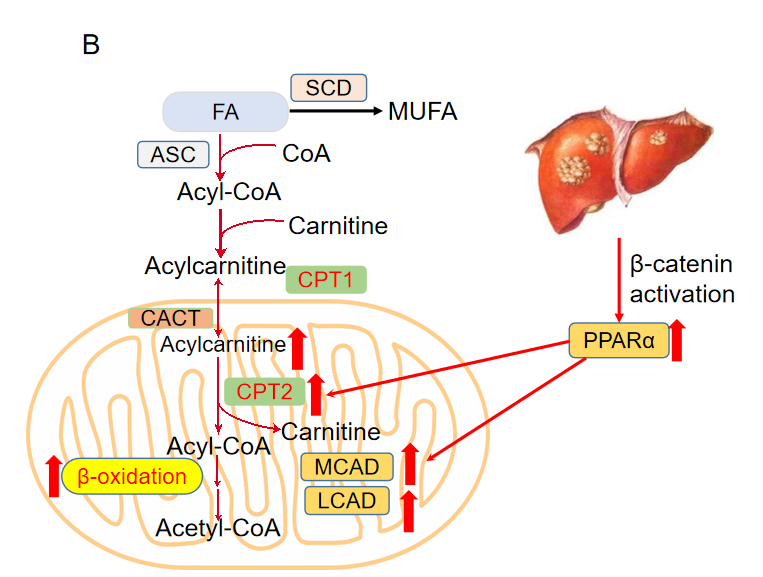 B
SCD
FA
MUFA
ASC
CoA
Acyl-CoA
Carnitine
Acylcarnitine
CPT1
β-catenin
activation
CACT
Acylcarnitine
PPARα
CPT2
Carnitine
Acyl-CoA
MCAD
β-oxidation
LCAD
Acetyl-CoA